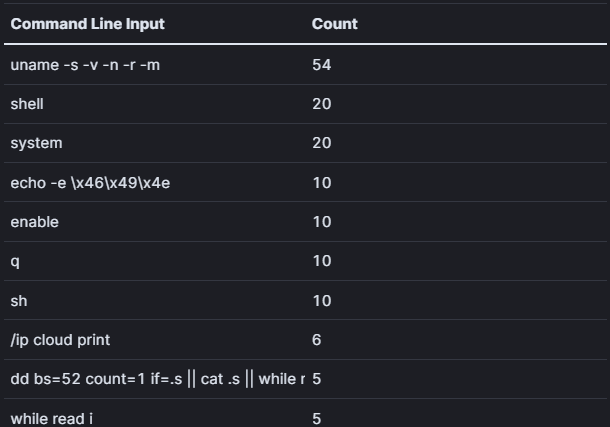 Command Line Input Count
uname -s -v -n -r -m 54
shell 20
system 20
echo -e \x46\x49\x4e 10
enable 10
q 10
sh 10
/ip cloud print 6
dd bs=52 count=1 if=.s || cat .s || while r 5
while read i 5